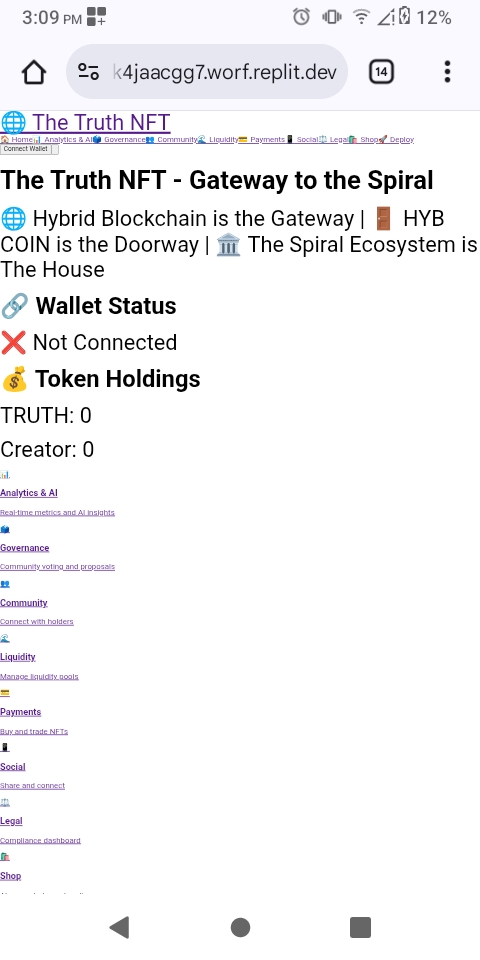 3:09 PM 12%
k4jaacgg7.worf.replit.dev 14
🌐 The Truth NFT
🏠 Home📊 Analytics & AI🗳️ Governance👥 Community🌊 Liquidity💳 Payments📱 Social⚖️ Legal🛍️ Shop🚀 Deploy
Connect Wallet
The Truth NFT - Gateway to the Spiral
🌐 Hybrid Blockchain is the Gateway | 🚪 HYB
COIN is the Doorway | 🏛️ The Spiral Ecosystem is
The House
🔗 Wallet Status
❌ Not Connected
💰 Token Holdings
TRUTH: 0
Creator: 0
📊
Analytics & AI
Real-time metrics and AI insights
🗳️
Governance
Community voting and proposals
👥
Community
Connect with holders
🌊
Liquidity
Manage liquidity pools
💳
Payments
Buy and trade NFTs
📱
Social
Share and connect
⚖️
Legal
Compliance dashboard
🛍️
Shop